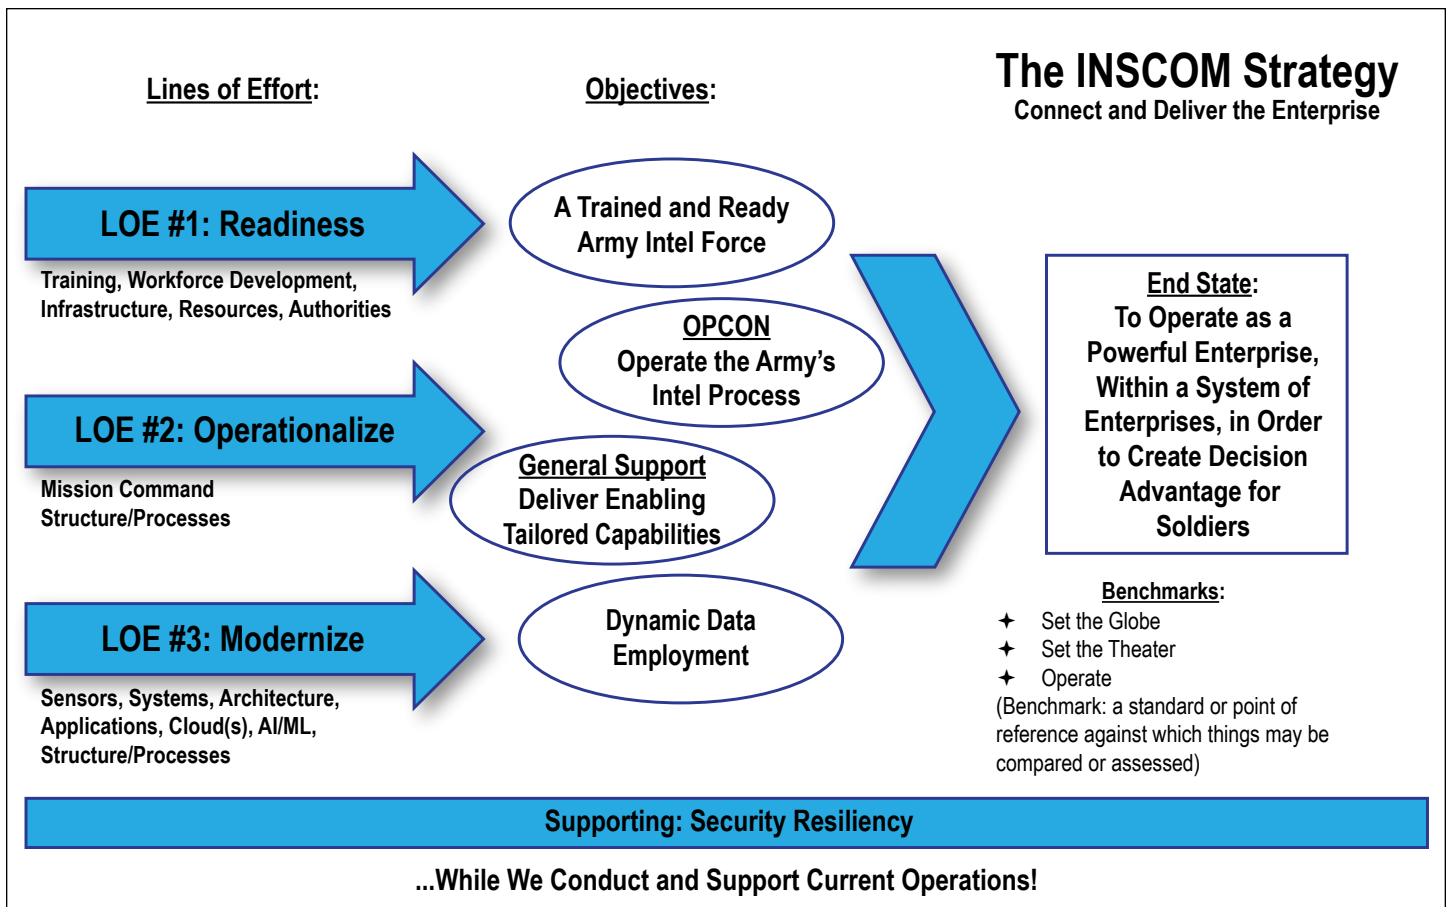 The INSCOM Strategy
Connect and Deliver the Enterprise
Lines of Effort:
LOE #1: Readiness
Training, Workforce Development,
Infrastructure, Resources, Authorities
LOE #2: Operationalize
Mission Command
Structure/Processes
LOE #3: Modernize
Sensors, Systems, Architecture,
Applications, Cloud(s), AI/ML,
Structure/Processes
Objectives:
A Trained and Ready
Army Intel Force
OPCON
Operate the Army’s
Intel Process
General Support
Deliver Enabling
Tailored Capabilities
Dynamic Data
Employment
End State:
To Operate as a
Powerful Enterprise,
Within a System of
Enterprises, in Order
to Create Decision
Advantage for
Soldiers
Benchmarks:
Set the Globe
Set the Theater
Operate
(Benchmark: a standard or point of
reference against which things may be
compared or assessed)
Supporting: Security Resiliency
...While We Conduct and Support Current Operations!